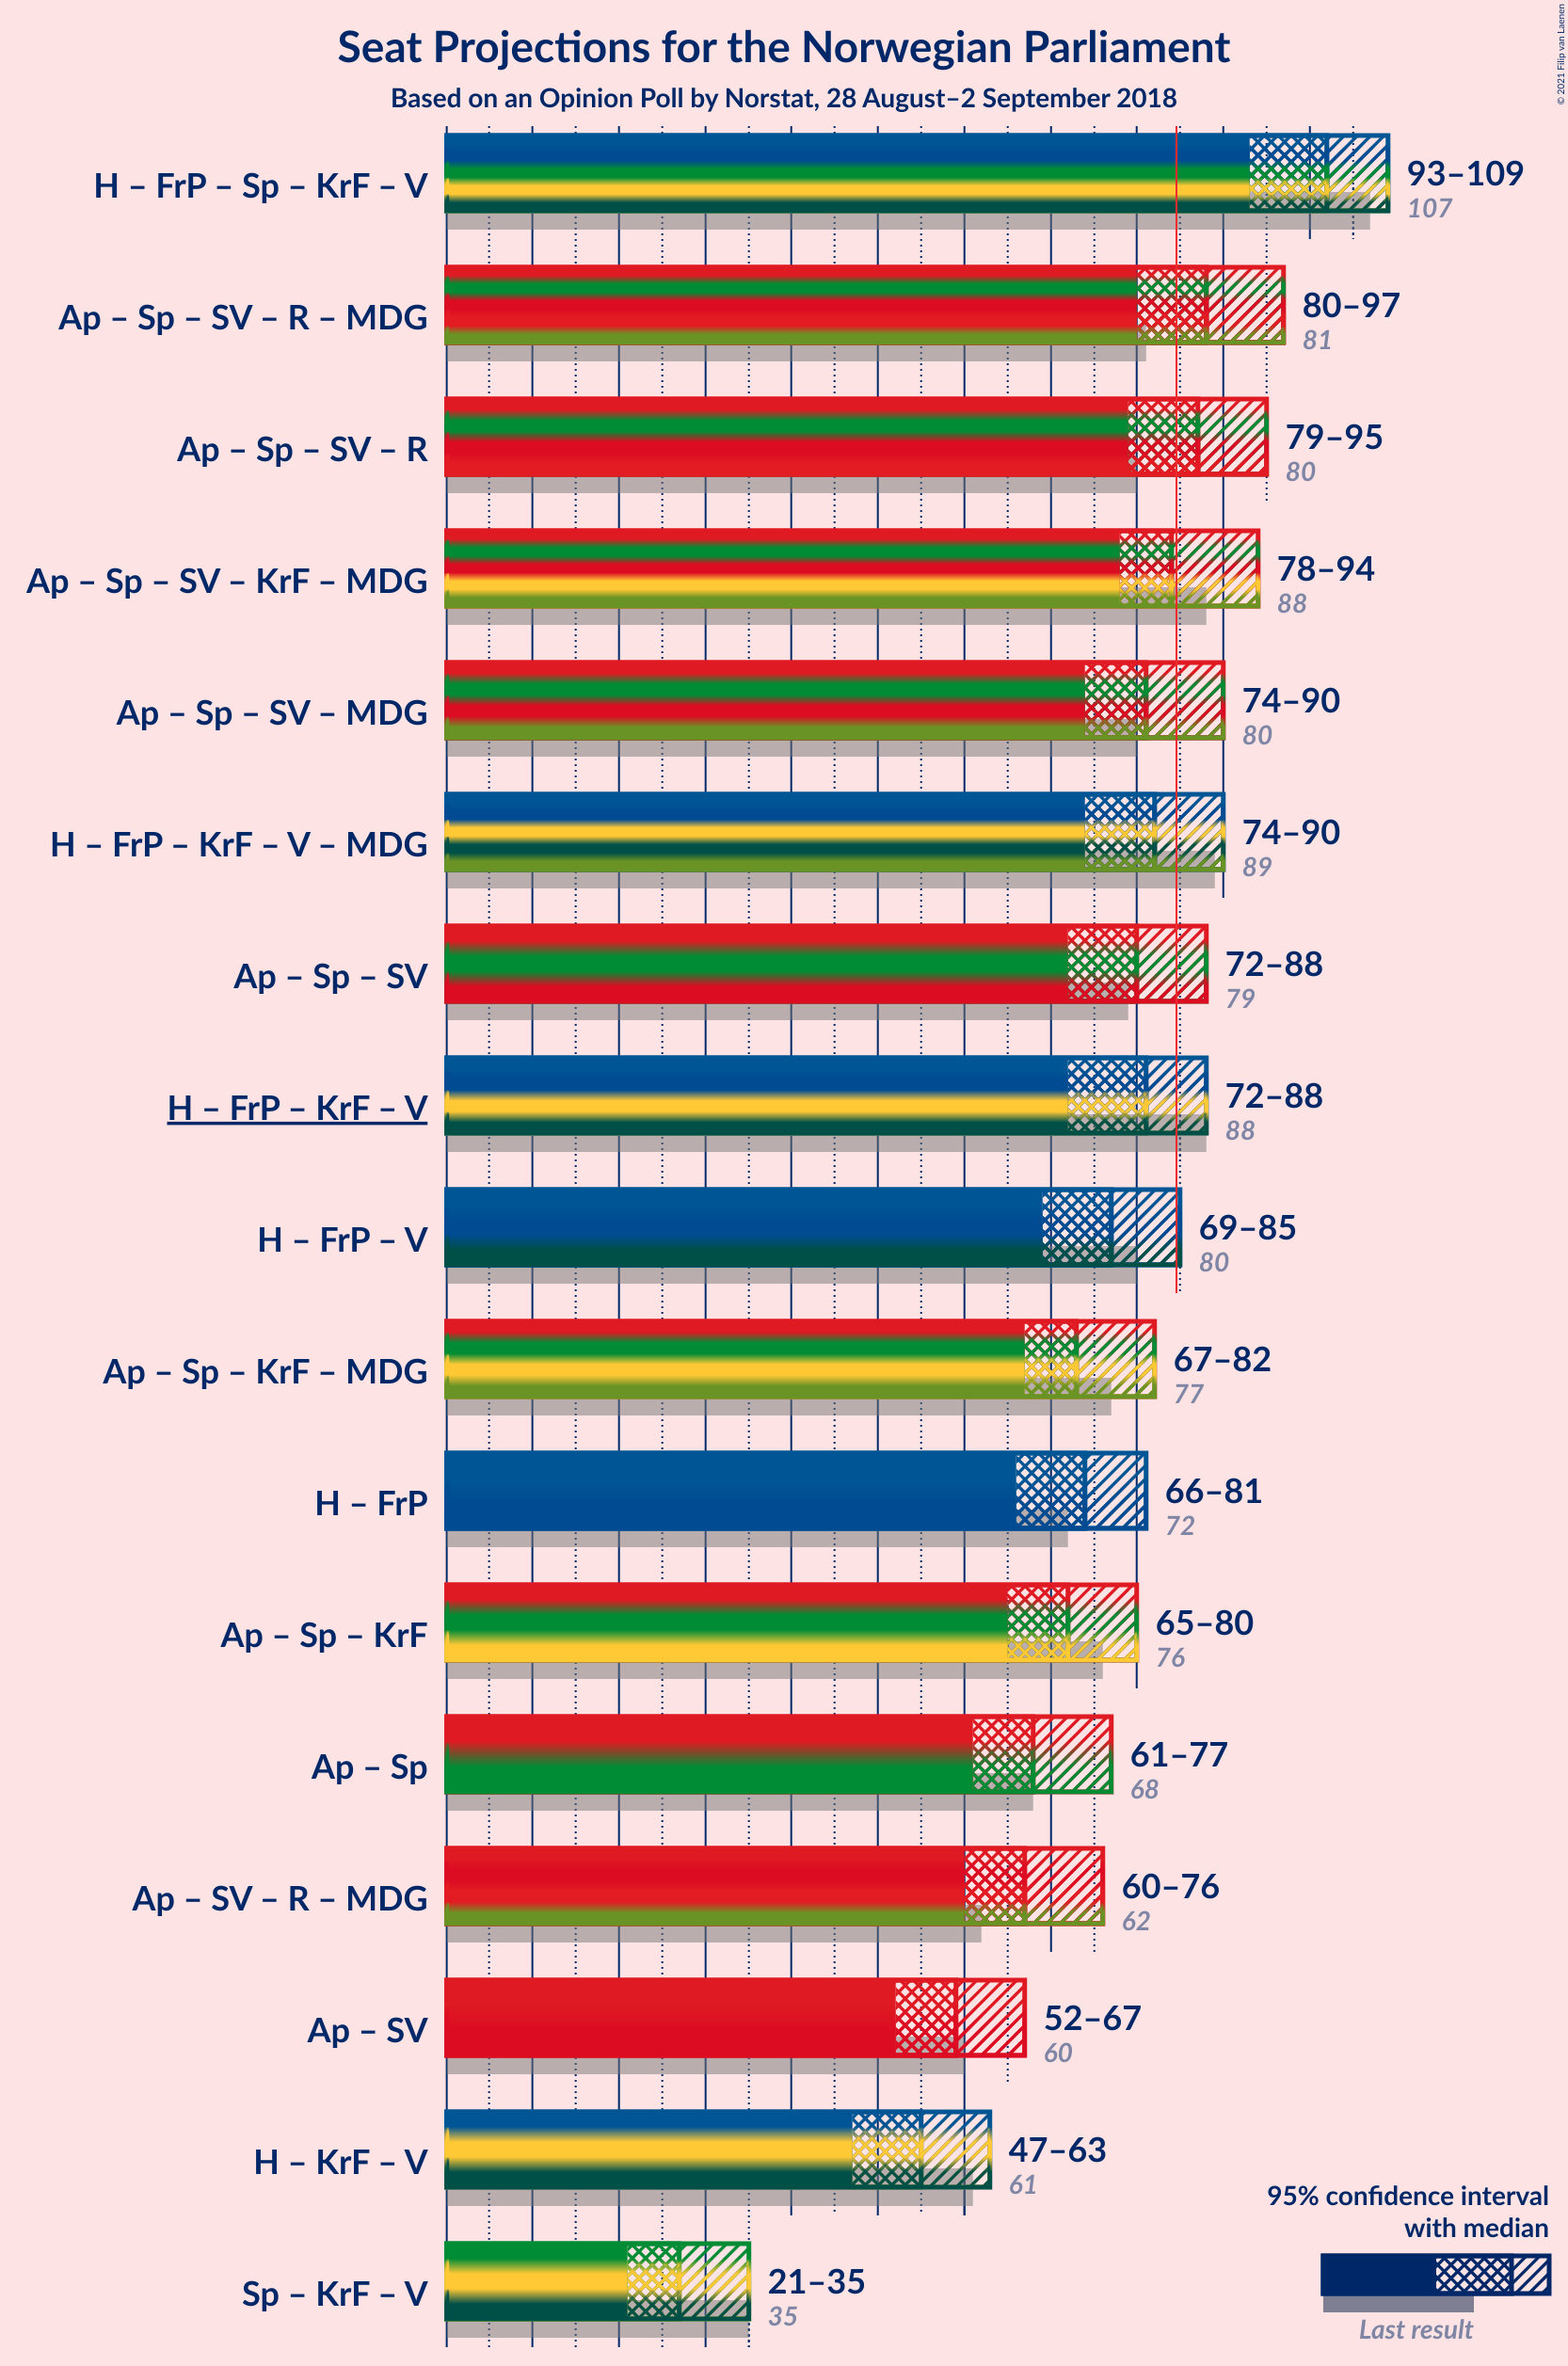 © 2021 Filip van Laenen
Seat Projections for the Norwegian Parliament
Based on an Opinion Poll by Norstat, 28 August–2 September 2018
H – FrP – Sp – KrF – V
93–109
107
Ap – Sp – SV – R – MDG
80–97
81
Ap – Sp – SV – R
79–95
80
Ap – Sp – SV – KrF – MDG
78–94
88
Ap – Sp – SV – MDG
74–90
80
H – FrP – KrF – V – MDG
74–90
89
Ap – Sp – SV
72–88
79
H – FrP – KrF – V
72–88
88
H – FrP – V
69–85
80
Ap – Sp – KrF – MDG
67–82
77
H – FrP
66–81
72
Ap – Sp – KrF
65–80
76
Ap – Sp
61–77
68
Ap – SV – R – MDG
60–76
62
Ap – SV
52–67
60
H – KrF – V
47–63
61
Sp – KrF – V
21–35
35
95% confidence interval
with median
Last result